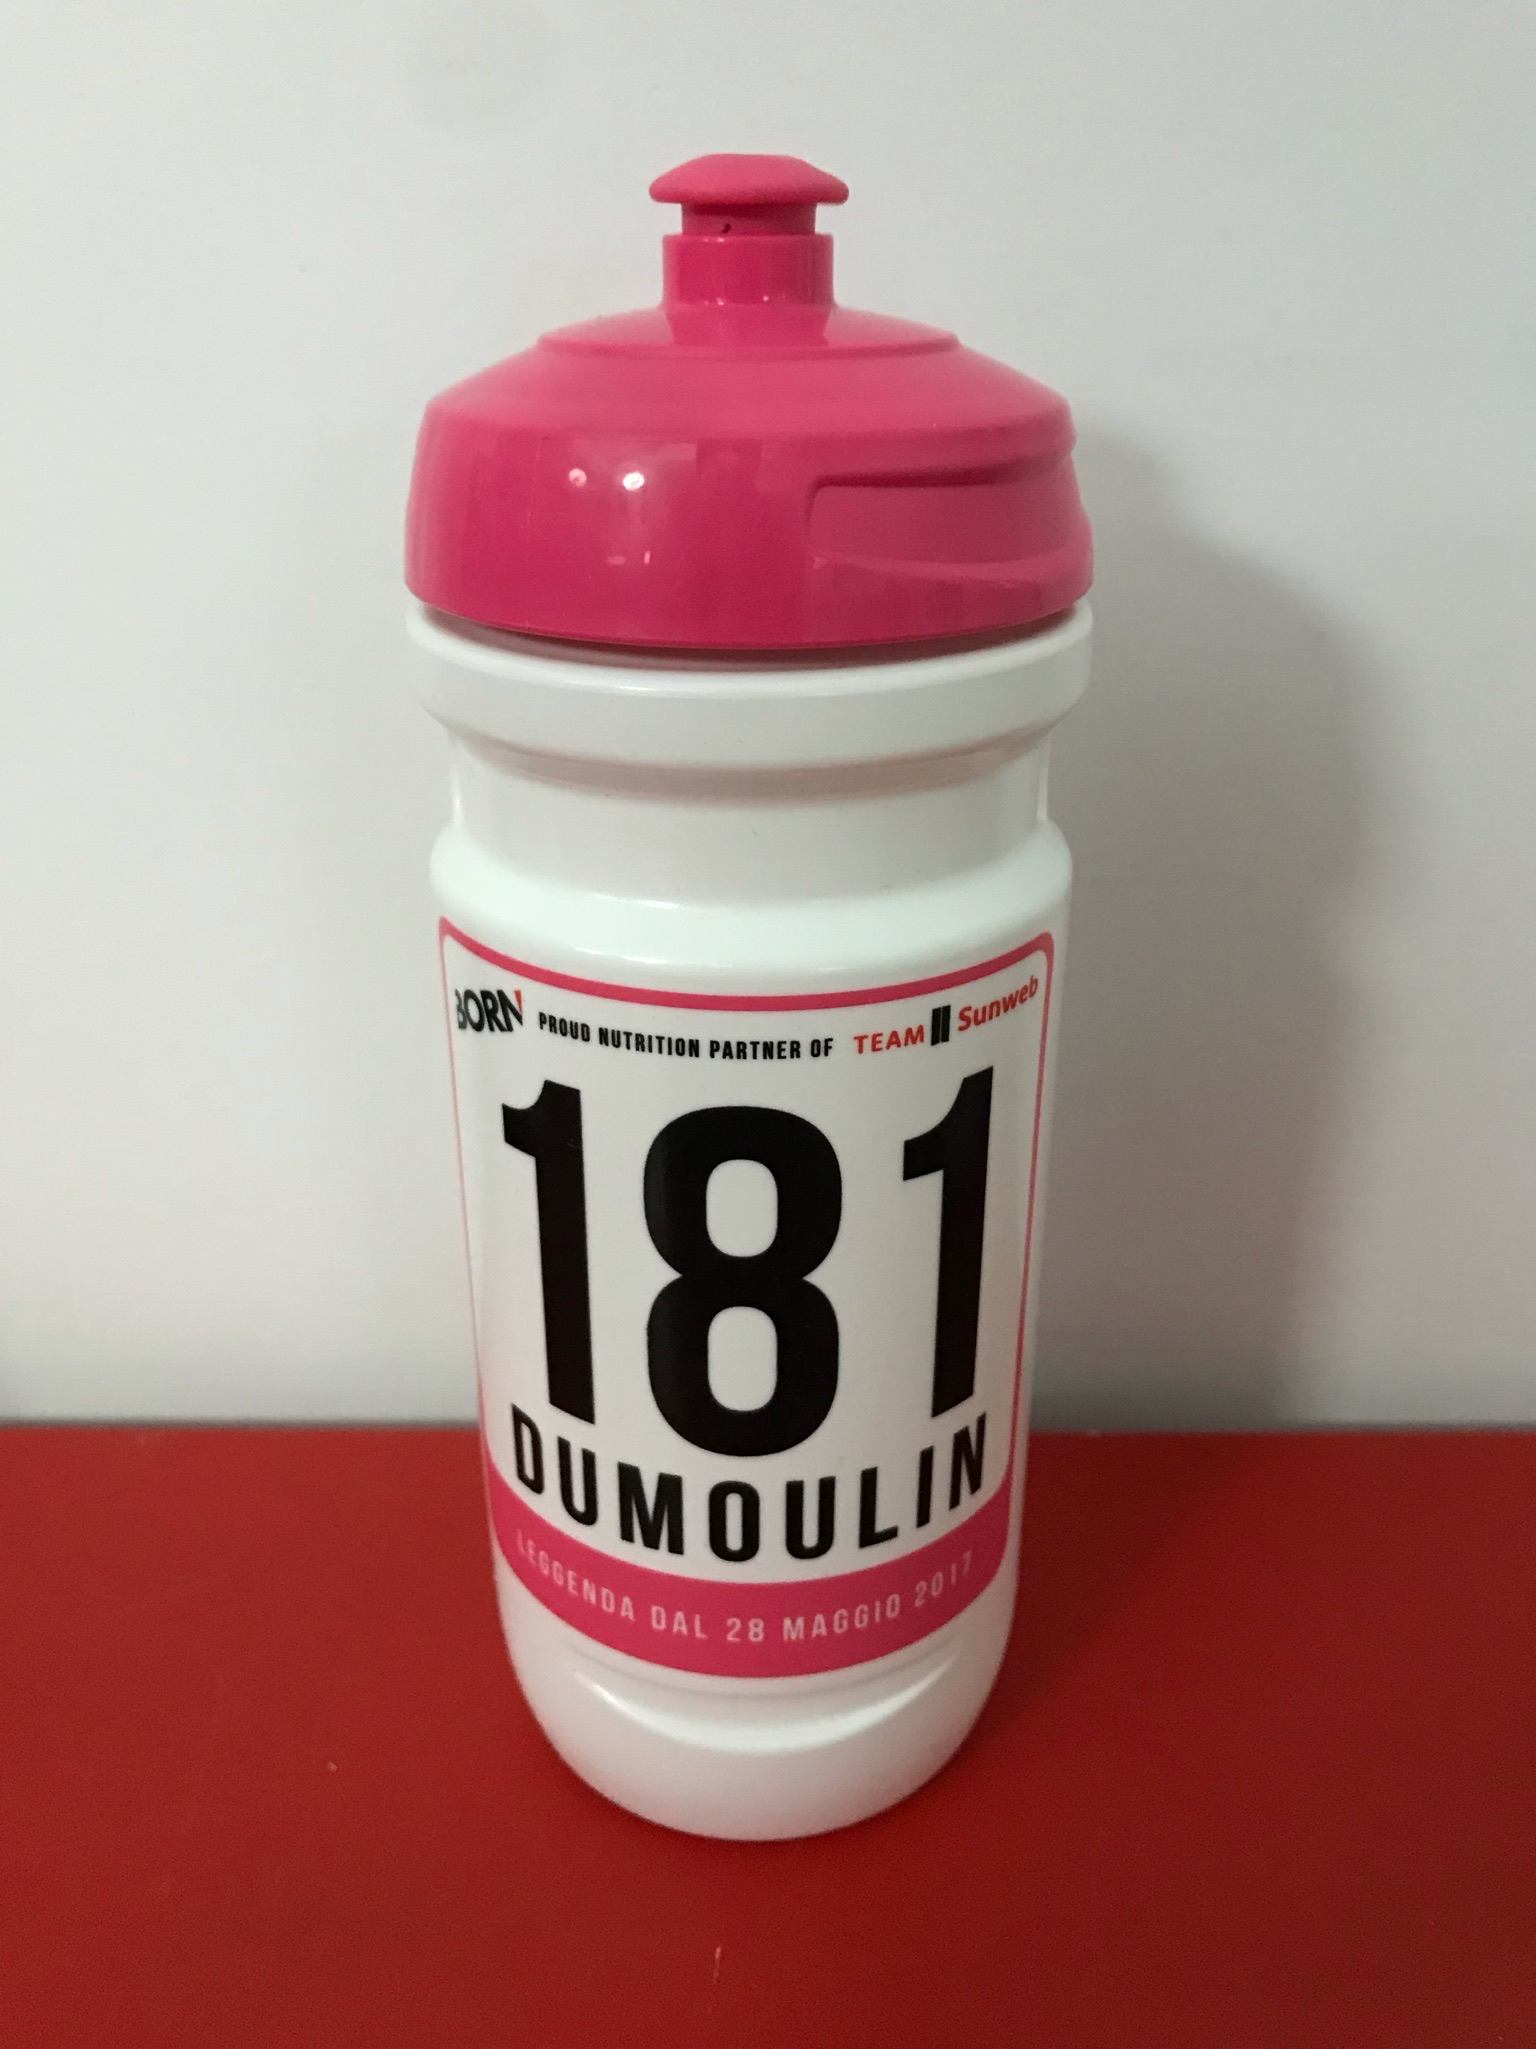 BORN PROUD NUTRITION PARTNER OF TEAM Sunweb
181
DUMOULIN
LEGGENDA DAL 28 MAGGIO 2017